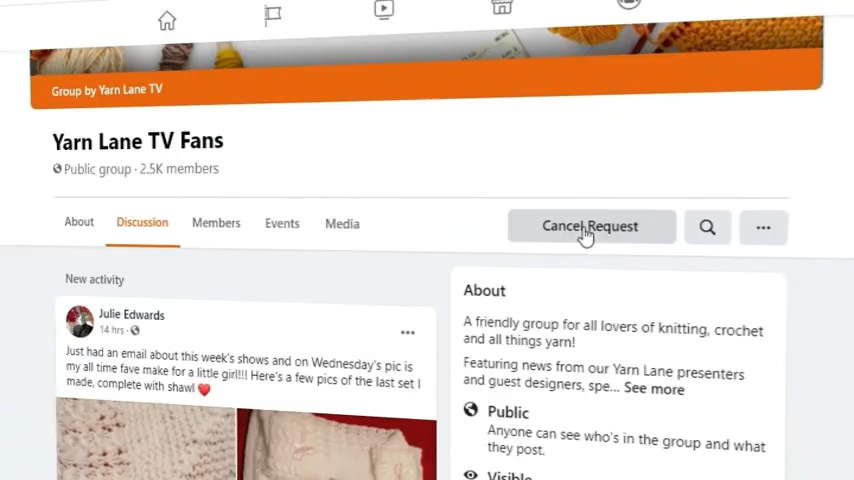 Group by Yarn Lane TV
Yarn Lane TV Fans
Public group · 2.5K members
About
Discussion
Members
Events
Media
Cancel Request
New activity
Julie Edwards
14 hrs ·
Just had an email about this week's shows and on Wednesday's pic is
my all time fave make for a little girl!!! Here's a few pics of the last set I
made, complete with shawl ❤️
About
A friendly group for all lovers of knitting, crochet
and all things yarn!
Featuring news from our Yarn Lane presenters
and guest designers, spe... See more
Public
Anyone can see who's in the group and what
they post.
Visible